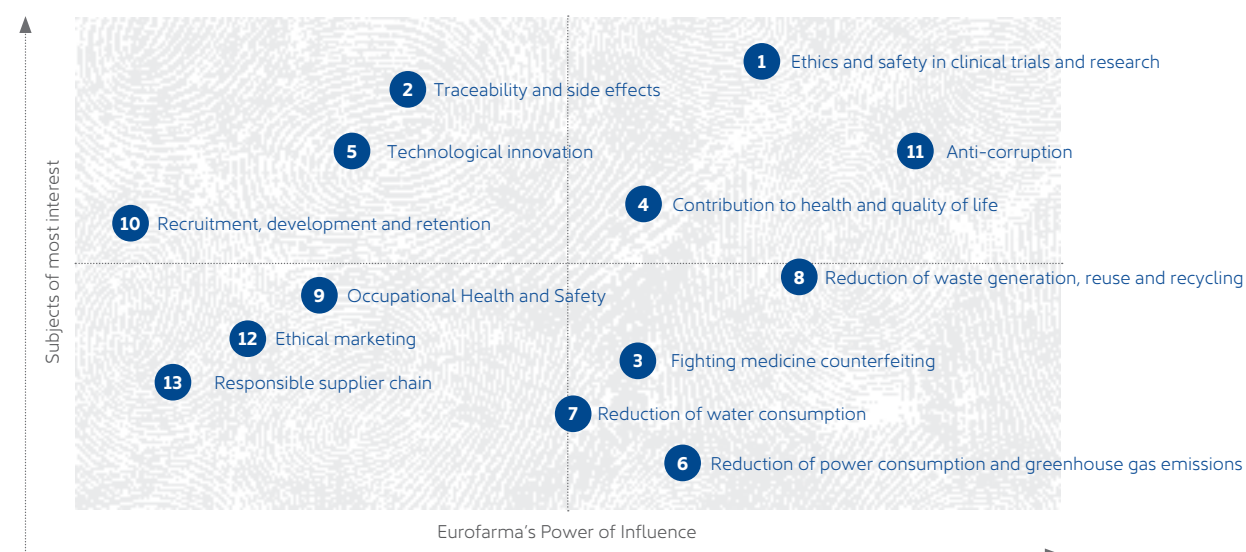 1 Ethics and safety in clinical trials and research
2 Traceability and side effects
5 Technological innovation
11 Anti-corruption
4 Contribution to health and quality of life
10 Recruitment, development and retention
8 Reduction of waste generation, reuse and recycling
9 Occupational Health and Safety
12 Ethical marketing
3 Fighting medicine counterfeiting
13 Responsible supplier chain
7 Reduction of water consumption
6 Reduction of power consumption and greenhouse gas emissions
Subjects of most interest
Eurofarma's Power of Influence